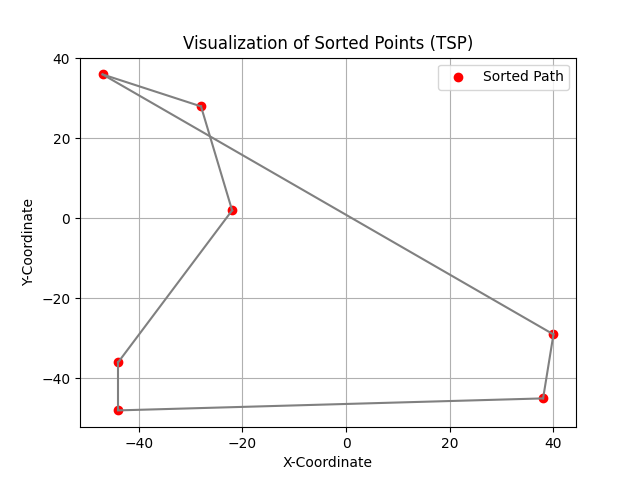 Visualization of Sorted Points (TSP)
Sorted Path
40
20
0
−20
−40
Y-Coordinate
−40 −20 0 20 40
X-Coordinate